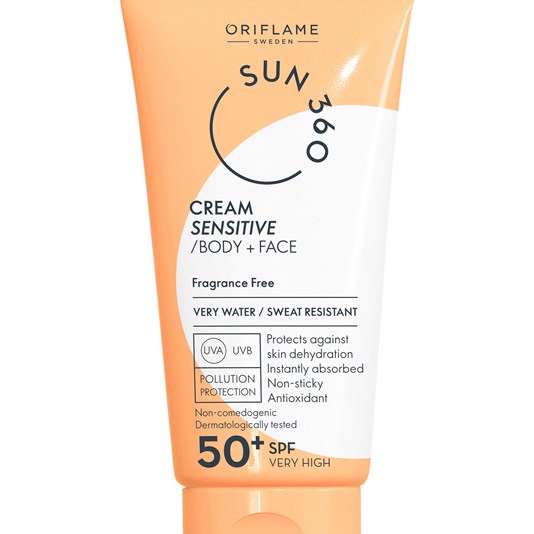 ORIFLAME
SWEDEN
SUN 360
CREAM
SENSITIVE
/BODY + FACE
Fragrance Free
VERY WATER / SWEAT RESISTANT
UVA UVB
POLLUTION
PROTECTION
Protects against
skin dehydration
Instantly absorbed
Non-sticky
Antioxidant
Non-comedogenic
Dermatologically tested
50+ SPF
VERY HIGH